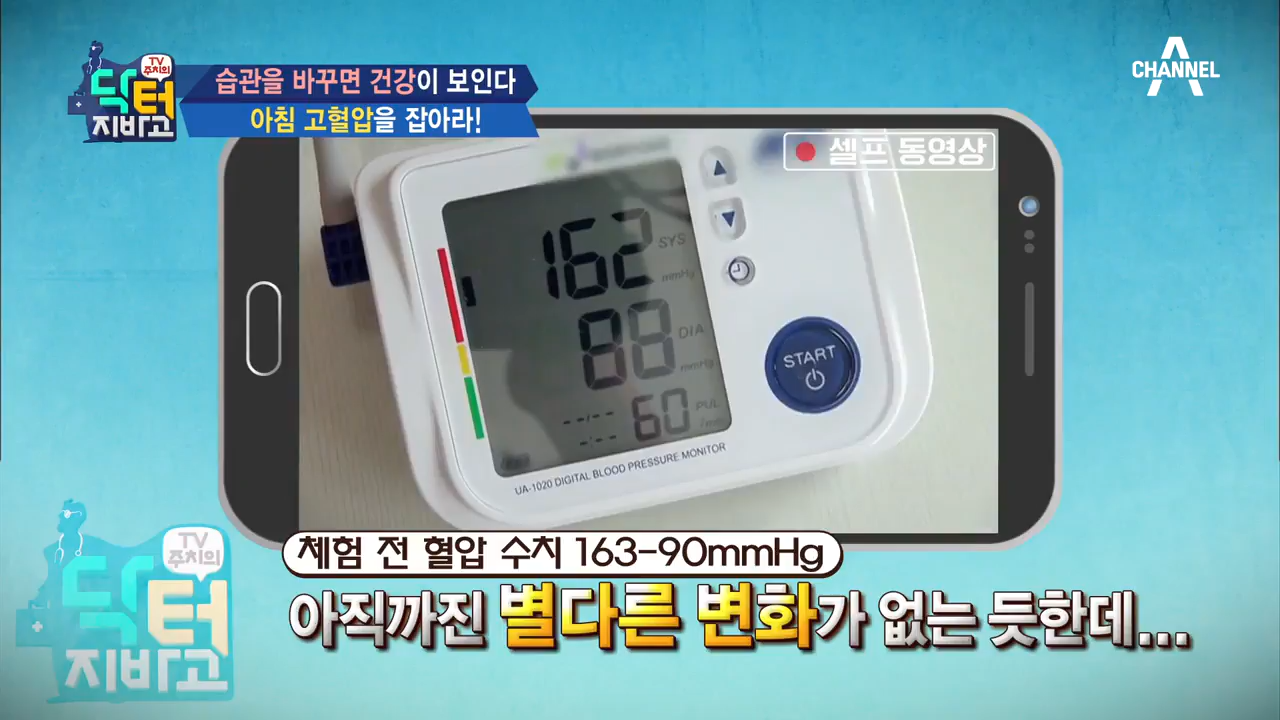 TV
주치의
닥터
지바고
습관을 바꾸면 건강이 보인다
아침 고혈압을 잡아라!
CHANNEL A
셀프 동영상
162
SYS
mmHg
88
DIA
mmHg
--/--
--:--
60
PUL
/min
START
UA-1020 DIGITAL BLOOD PRESSURE MONITOR
체험 전 혈압 수치 163-90mmHg
아직까진 별다른 변화가 없는 듯한데...
TV
주치의
닥터
지바고